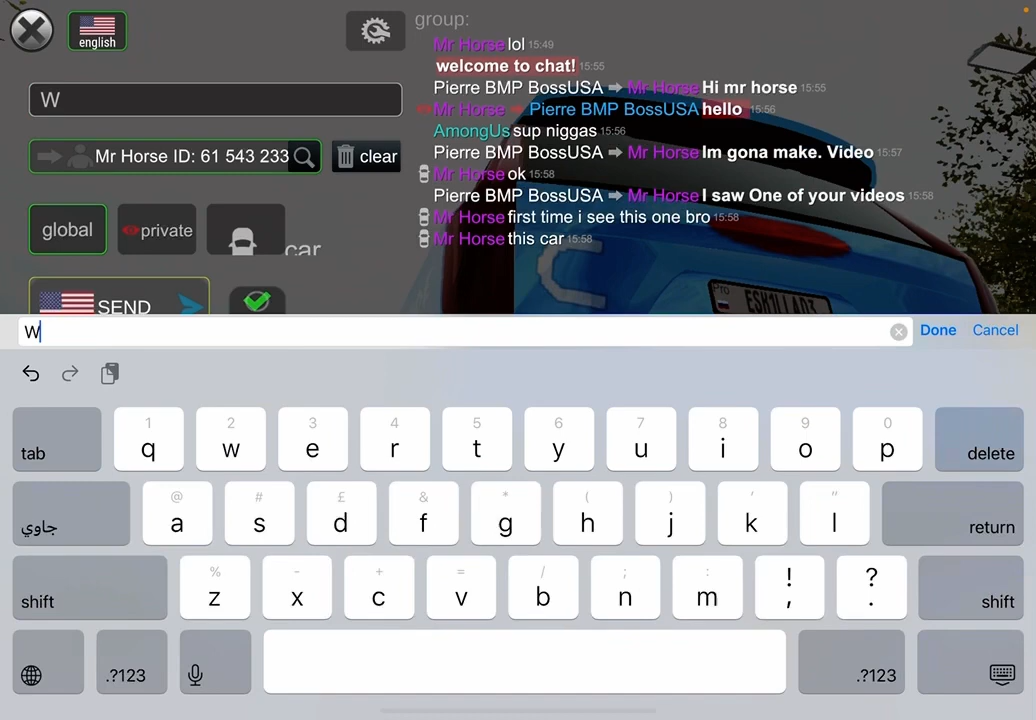 english
group:
Mr Horse lol 15:49
welcome to chat! 15:55
Pierre BMP BossUSA Mr Horse Hi mr horse 15:55
Mr Horse Pierre BMP BossUSA hello 15:56
AmongUs sup niggas 15:56
Pierre BMP BossUSA Mr Horse Im gona make. Video 15:57
Mr Horse ok 15:58
Pierre BMP BossUSA Mr Horse I saw One of your videos 15:58
Mr Horse first time i see this one bro 15:58
Mr Horse this car 15:58
W
Mr Horse ID: 61 543 233 clear
global private car
SEND
W Done Cancel
1 2 3 4 5 6 7 8 9 0
tab q w e r t y u i o p delete
@ # £ & * ( ) ' "
جاوي a s d f g h j k l return
% - + = / ; : ! ?
shift z x c v b n m , . shift
.?123 .?123